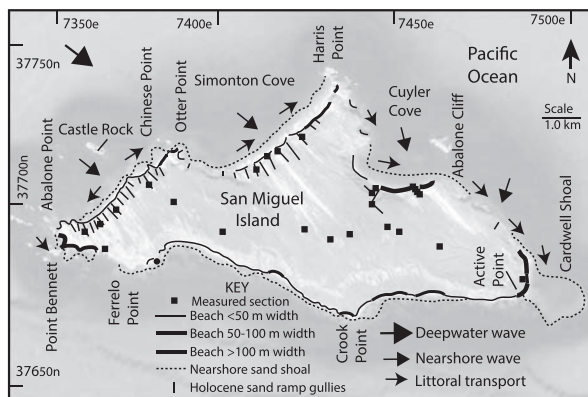 7350e
7400e
7450e
7500e
37750n
37700n
37650n
Harris
Point
Pacific
Ocean
N
Scale
1.0 km
Simonton Cove
Cuyler
Cove
Castle Rock
Chinese Point
Otter Point
Abalone Point
Abalone Cliff
Cardwell Shoal
San Miguel
Island
Active
Point
Point Bennett
Ferrelo Point
Crook
Point
KEY
Measured section
Beach <50 m width
Beach 50-100 m width
Beach >100 m width
Nearshore sand shoal
Holocene sand ramp gullies
Deepwater wave
Nearshore wave
Littoral transport